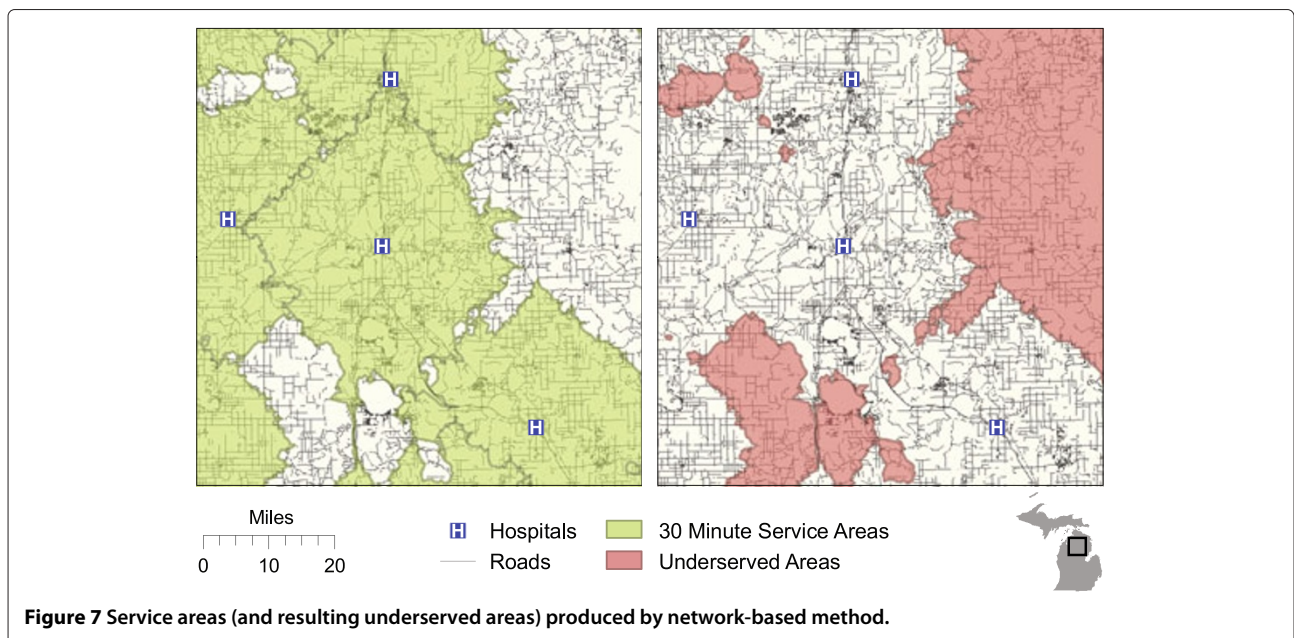 H
H
H
H
H
H
H
H
Miles
0 10 20
H Hospitals
Roads
30 Minute Service Areas
Underserved Areas
Figure 7 Service areas (and resulting underserved areas) produced by network-based method.